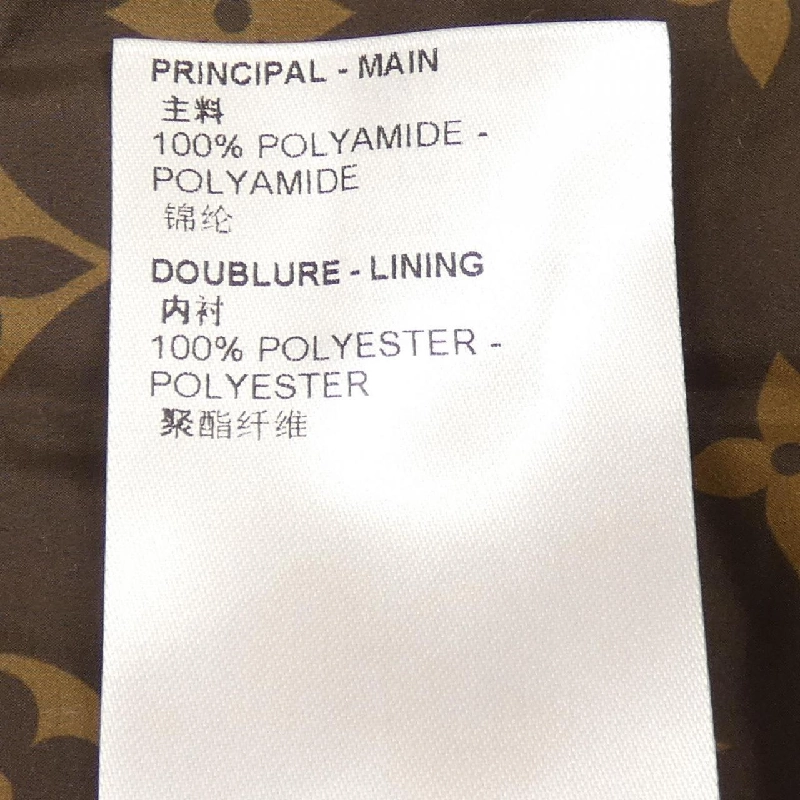 PRINCIPAL - MAIN
主料
100% POLYAMIDE -
POLYAMIDE
锦纶
DOUBLURE - LINING
内衬
100% POLYESTER -
POLYESTER
聚酯纤维